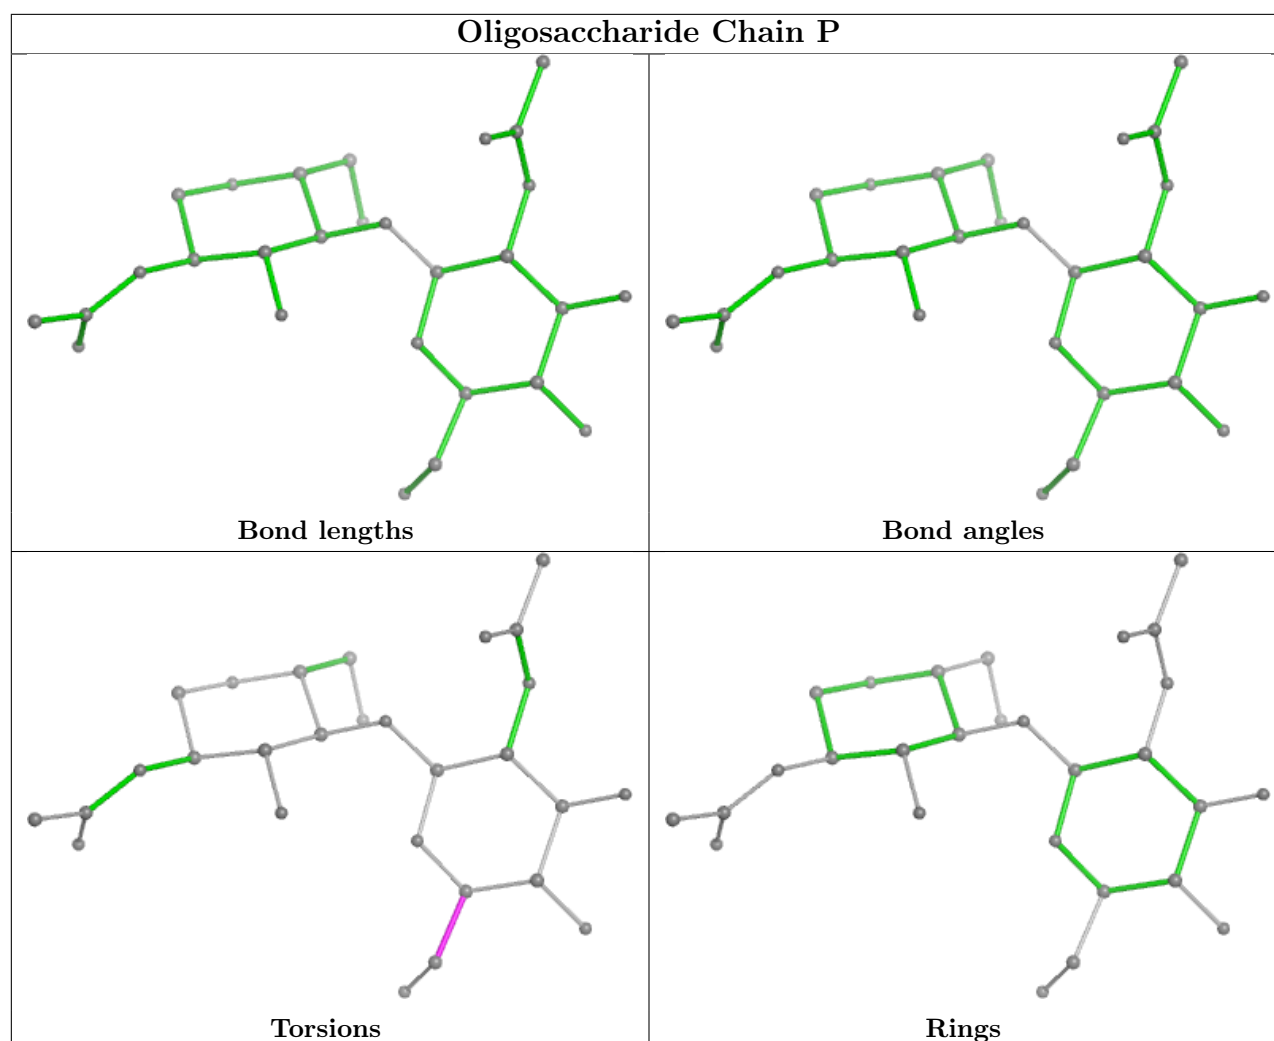 Oligosaccharide Chain P
Bond lengths
Bond angles
Torsions
Rings